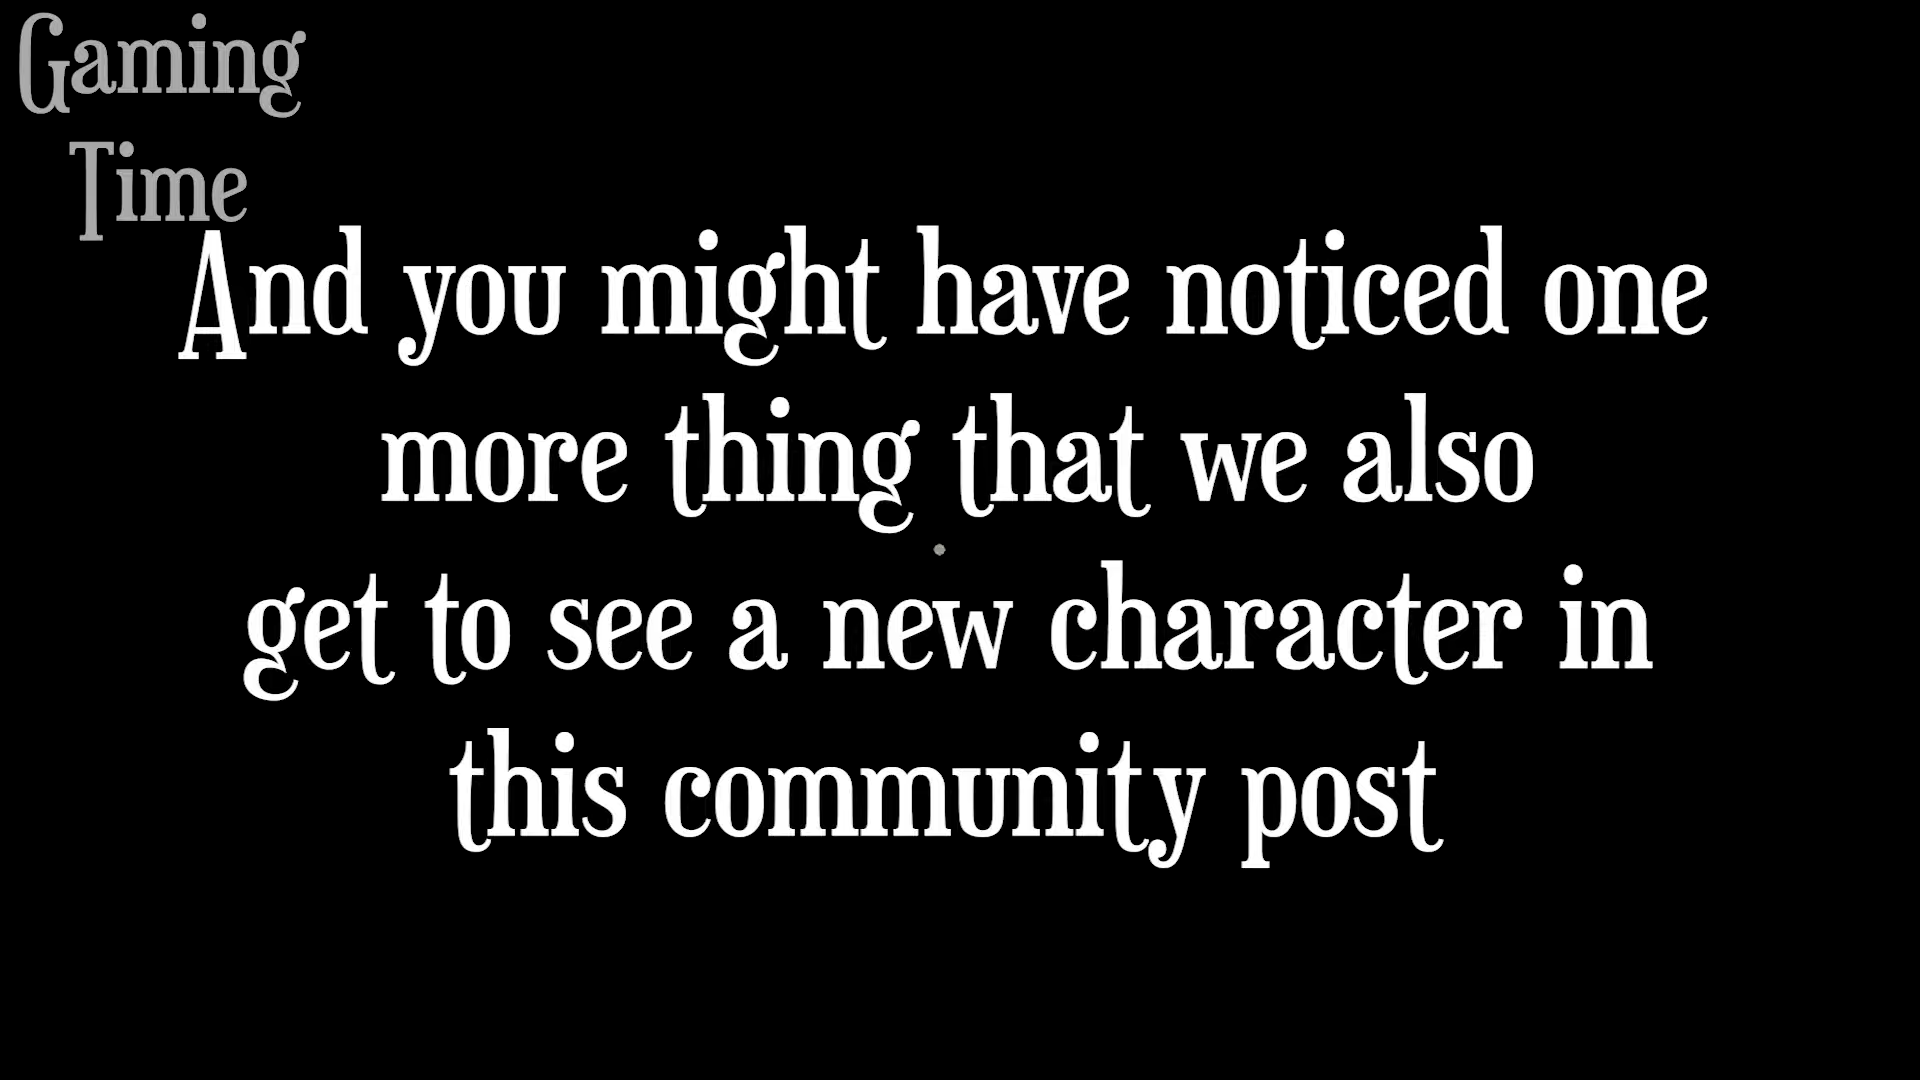 Gaming
Time
And you might have noticed one
more thing that we also
get to see a new character in
this community post